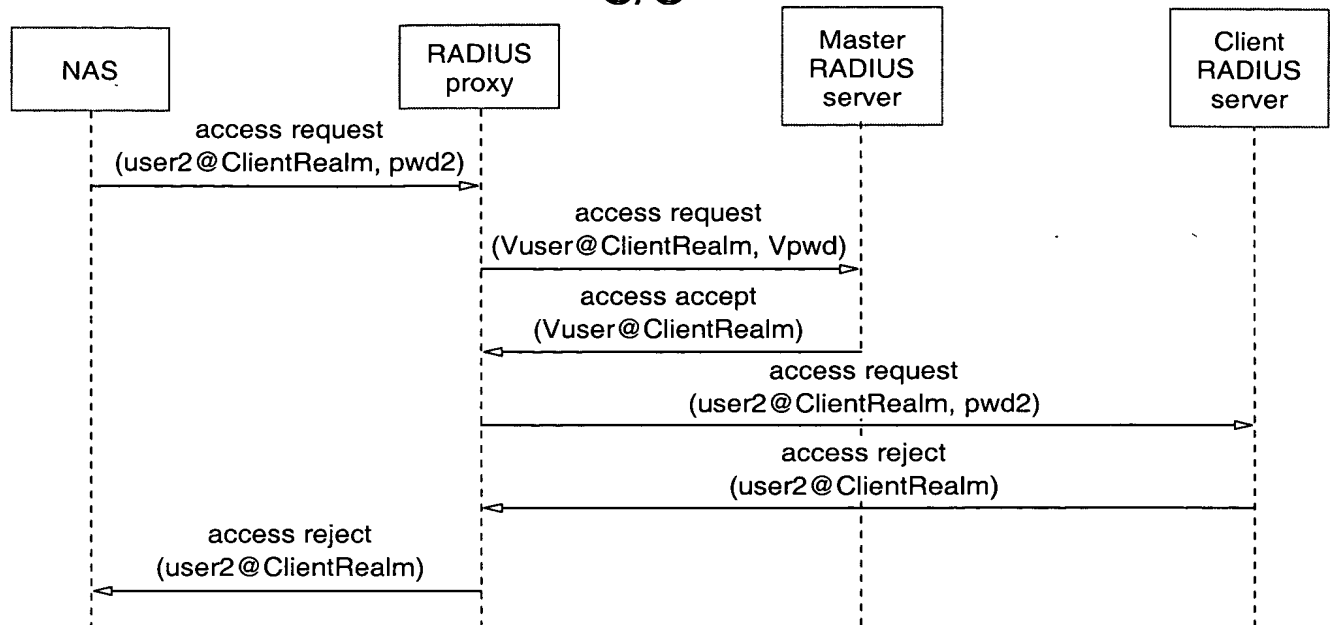 NAS
RADIUS
proxy
Master
RADIUS
server
Client
RADIUS
server
access request
(user2@ClientRealm, pwd2)
access request
(Vuser@ClientRealm, Vpwd)
access accept
(Vuser@ClientRealm)
access request
(user2@ClientRealm, pwd2)
access reject
(user2@ClientRealm)
access reject
(user2@ClientRealm)